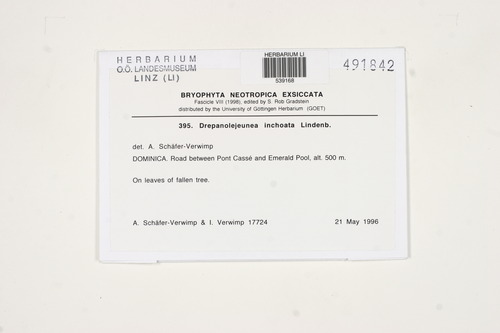 HERBARIUM
O.Ö. LANDESMUSEUM
LINZ (LI)
HERBARIUM LI
539168
491842
BRYOPHYTA NEOTROPICA EXSICCATA
Fascicle VIII (1998), edited by S. Rob Gradstein
distributed by the University of Göttingen Herbarium (GOET)
395. Drepanolejeunea inchoata Lindenb.
det. A. Schäfer-Verwimp
DOMINICA. Road between Pont Cassé and Emerald Pool, alt. 500 m.
On leaves of fallen tree.
A. Schäfer-Verwimp & I. Verwimp 17724 21 May 1996